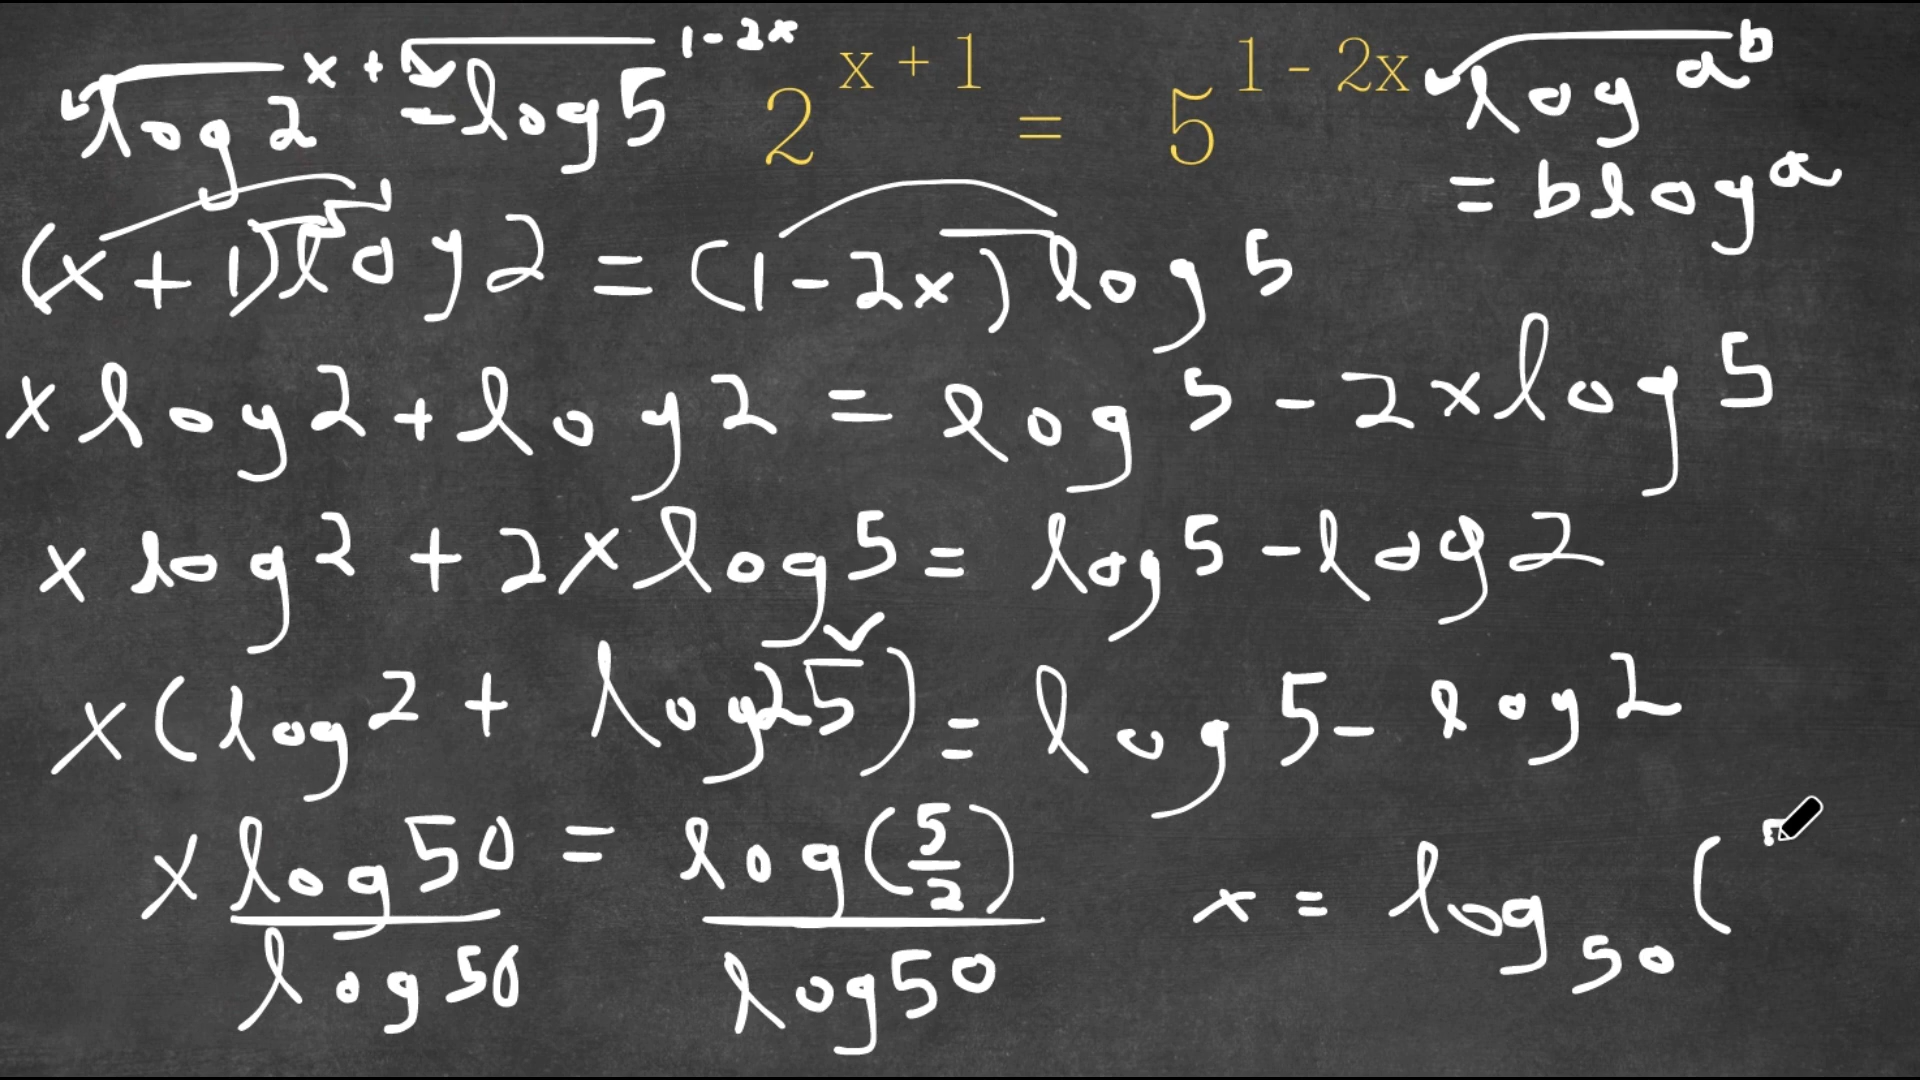 log 2^(x+1) = log 5^(1-2x)
2^(x + 1) = 5^(1 - 2x)
log a^b
= b log a
(x + 1) log 2 = (1 - 2x) log 5
x log 2 + log 2 = log 5 - 2x log 5
x log 2 + 2x log 5 = log 5 - log 2
x (log 2 + log 25) = log 5 - log 2
x log 50 / log 50 = log (5/2) / log 50
x = log_50 (